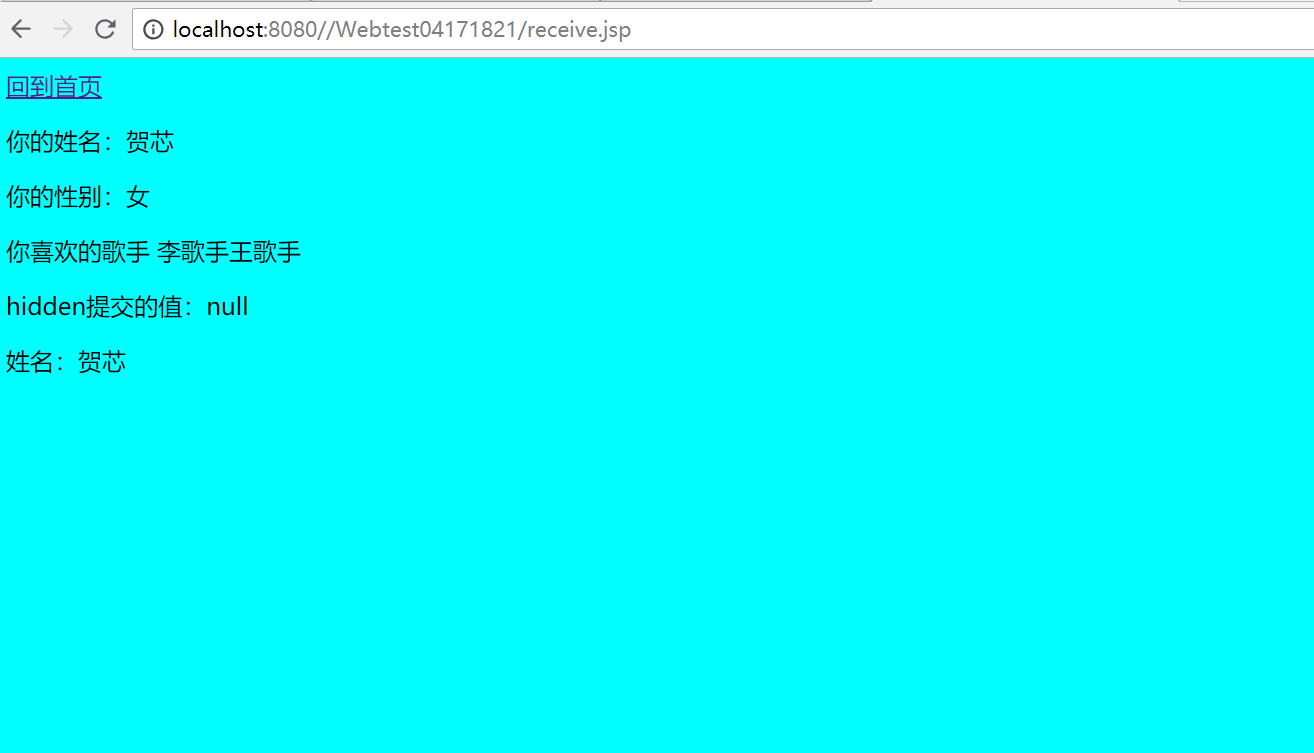 localhost:8080//Webtest04171821/receive.jsp
回到首页
你的姓名：贺芯
你的性别：女
你喜欢的歌手 李歌手王歌手
hidden提交的值：null
姓名：贺芯